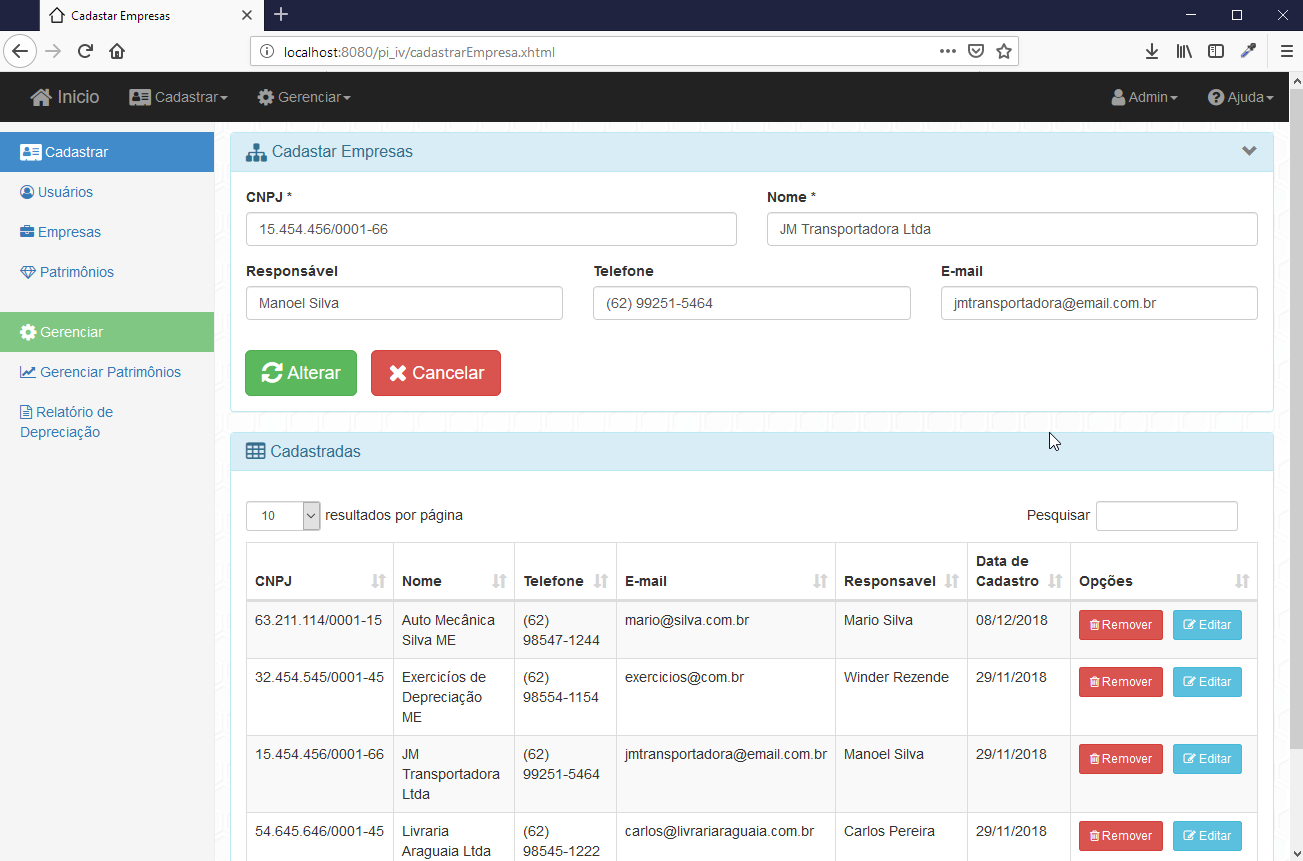 Cadastar Empresas
localhost:8080/pi_iv/cadastrarEmpresa.xhtml
Inicio Cadastrar Gerenciar Admin Ajuda
Cadastrar
Usuários
Empresas
Patrimônios
Gerenciar
Gerenciar Patrimônios
Relatório de
Depreciação
Cadastar Empresas
CNPJ * Nome *
15.454.456/0001-66 JM Transportadora Ltda
Responsável Telefone E-mail
Manoel Silva (62) 99251-5464 jmtransportadora@email.com.br
Alterar Cancelar
Cadastradas
10 resultados por página Pesquisar
CNPJ Nome Telefone E-mail Responsavel Data de Cadastro Opções
63.211.114/0001-15 Auto Mecânica Silva ME (62) 98547-1244 mario@silva.com.br Mario Silva 08/12/2018 Remover Editar
32.454.545/0001-45 Exercicíos de Depreciação ME (62) 98554-1154 exercicios@com.br Winder Rezende 29/11/2018 Remover Editar
15.454.456/0001-66 JM Transportadora Ltda (62) 99251-5464 jmtransportadora@email.com.br Manoel Silva 29/11/2018 Remover Editar
54.645.646/0001-45 Livraria Araguaia Ltda (62) 98545-1222 carlos@livrariaraguaia.com.br Carlos Pereira 29/11/2018 Remover Editar